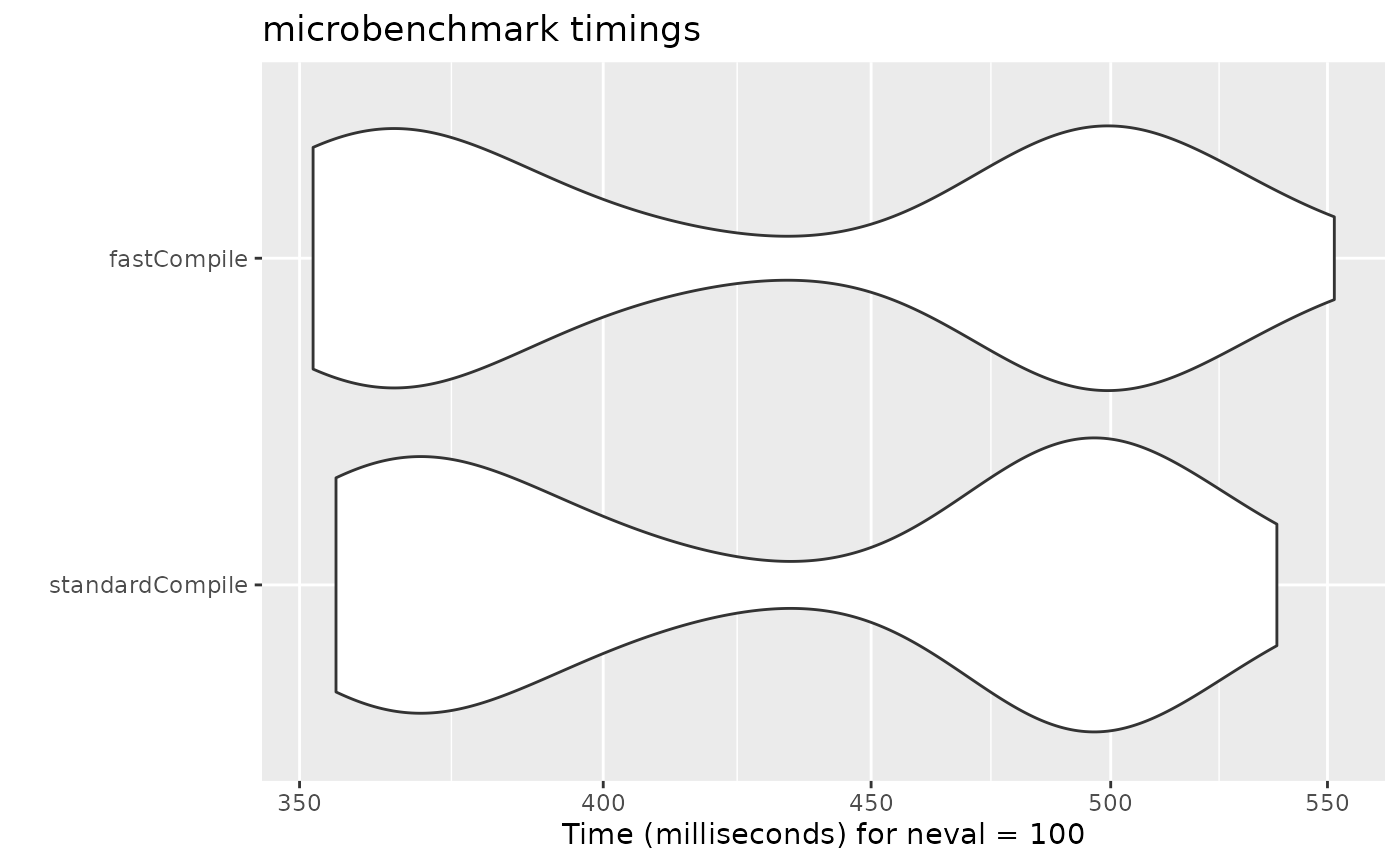 microbenchmark timings
fastCompile
standardCompile
350 400 450 500 550
Time (milliseconds) for neval = 100